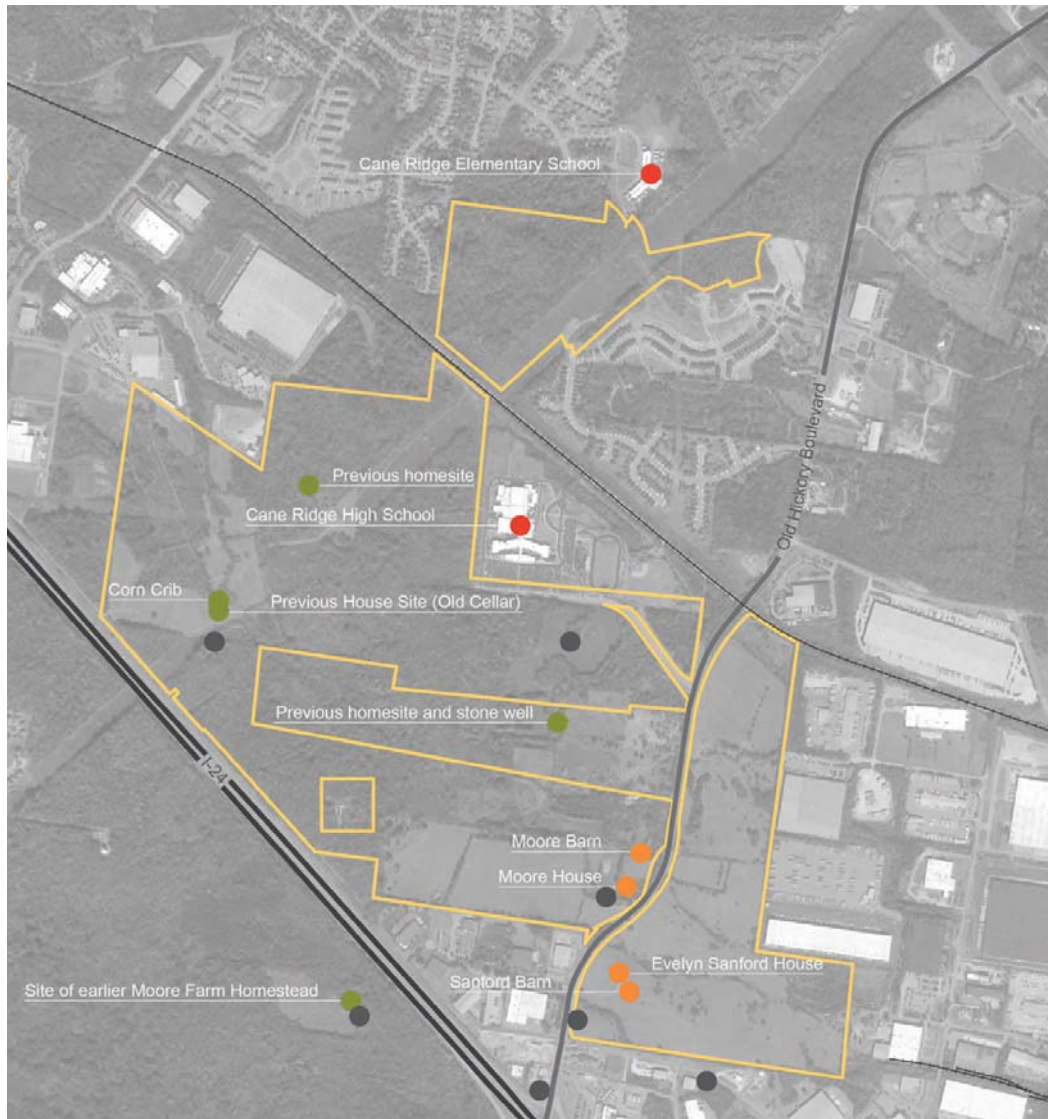 Cane Ridge Elementary School
Old Hickory Boulevard
Previous homesite
Cane Ridge High School
Corn Crib
Previous House Site (Old Cellar)
Previous homesite and stone well
I-24
Moore Barn
Moore House
Evelyn Sanford House
Sanford Barn
Site of earlier Moore Farm Homestead